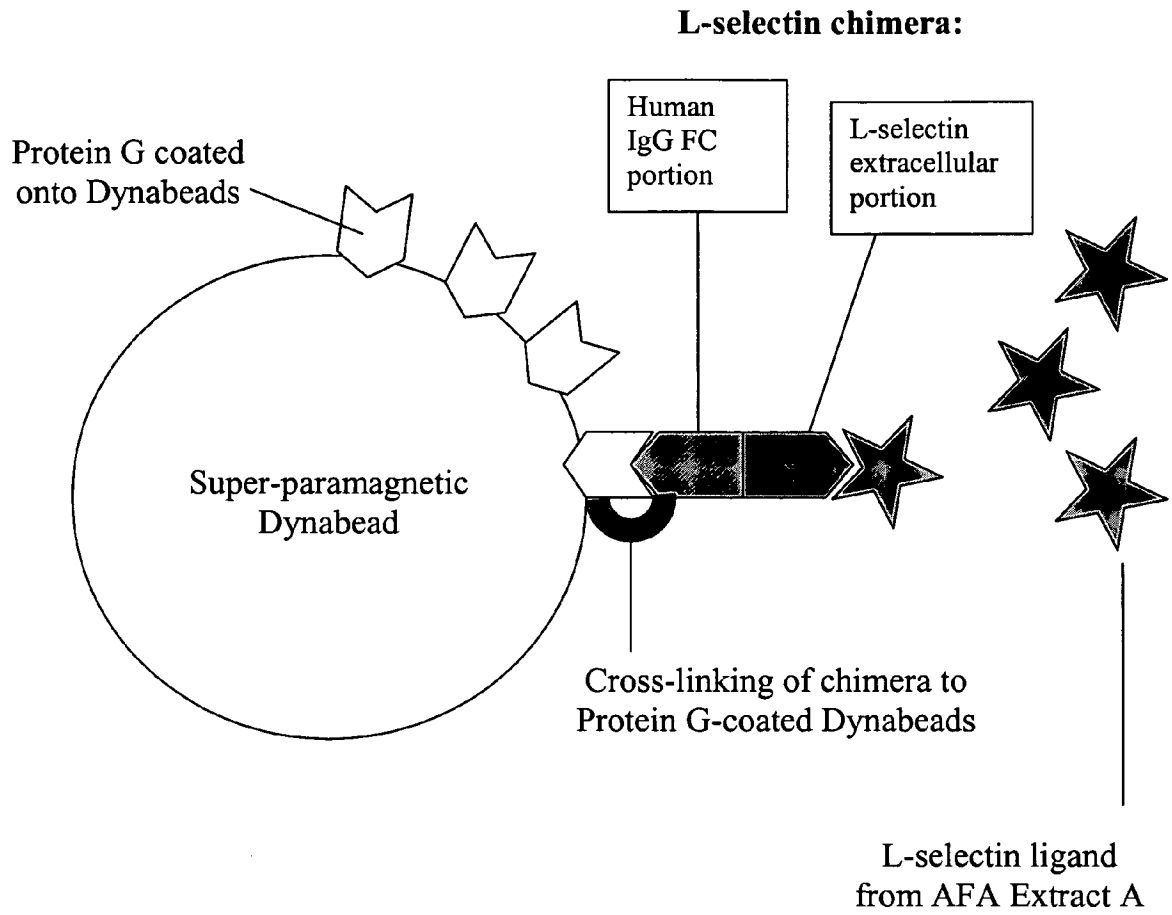 L-selectin chimera:
Human
IgG FC
portion
L-selectin
extracellular
portion
Protein G coated
onto Dynabeads
Super-paramagnetic
Dynabead
Cross-linking of chimera to
Protein G-coated Dynabeads
L-selectin ligand
from AFA Extract A